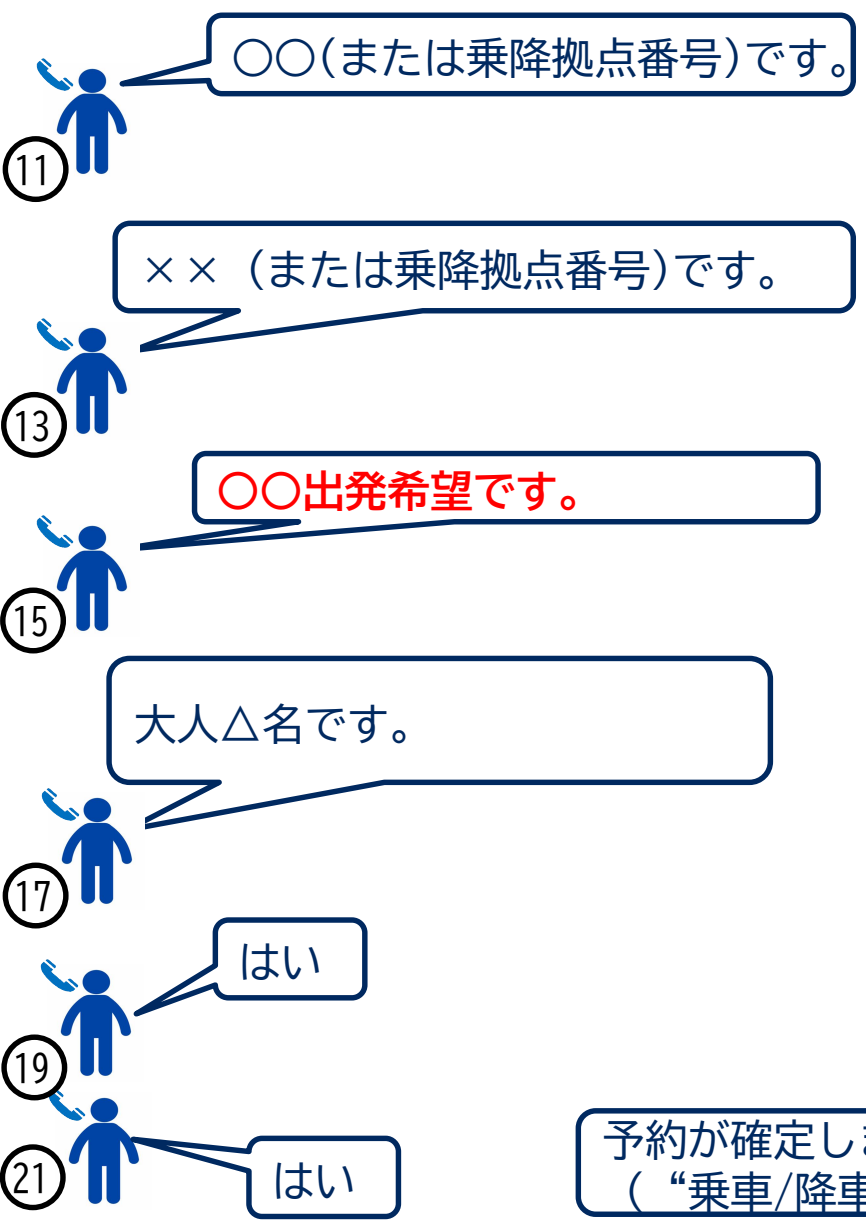 ○○(または乗降拠点番号)です。
11
××（または乗降拠点番号)です。
13
○○出発希望です。
15
大人△名です。
17
はい
19
21
はい
予約が確定し
（“乗車/降車